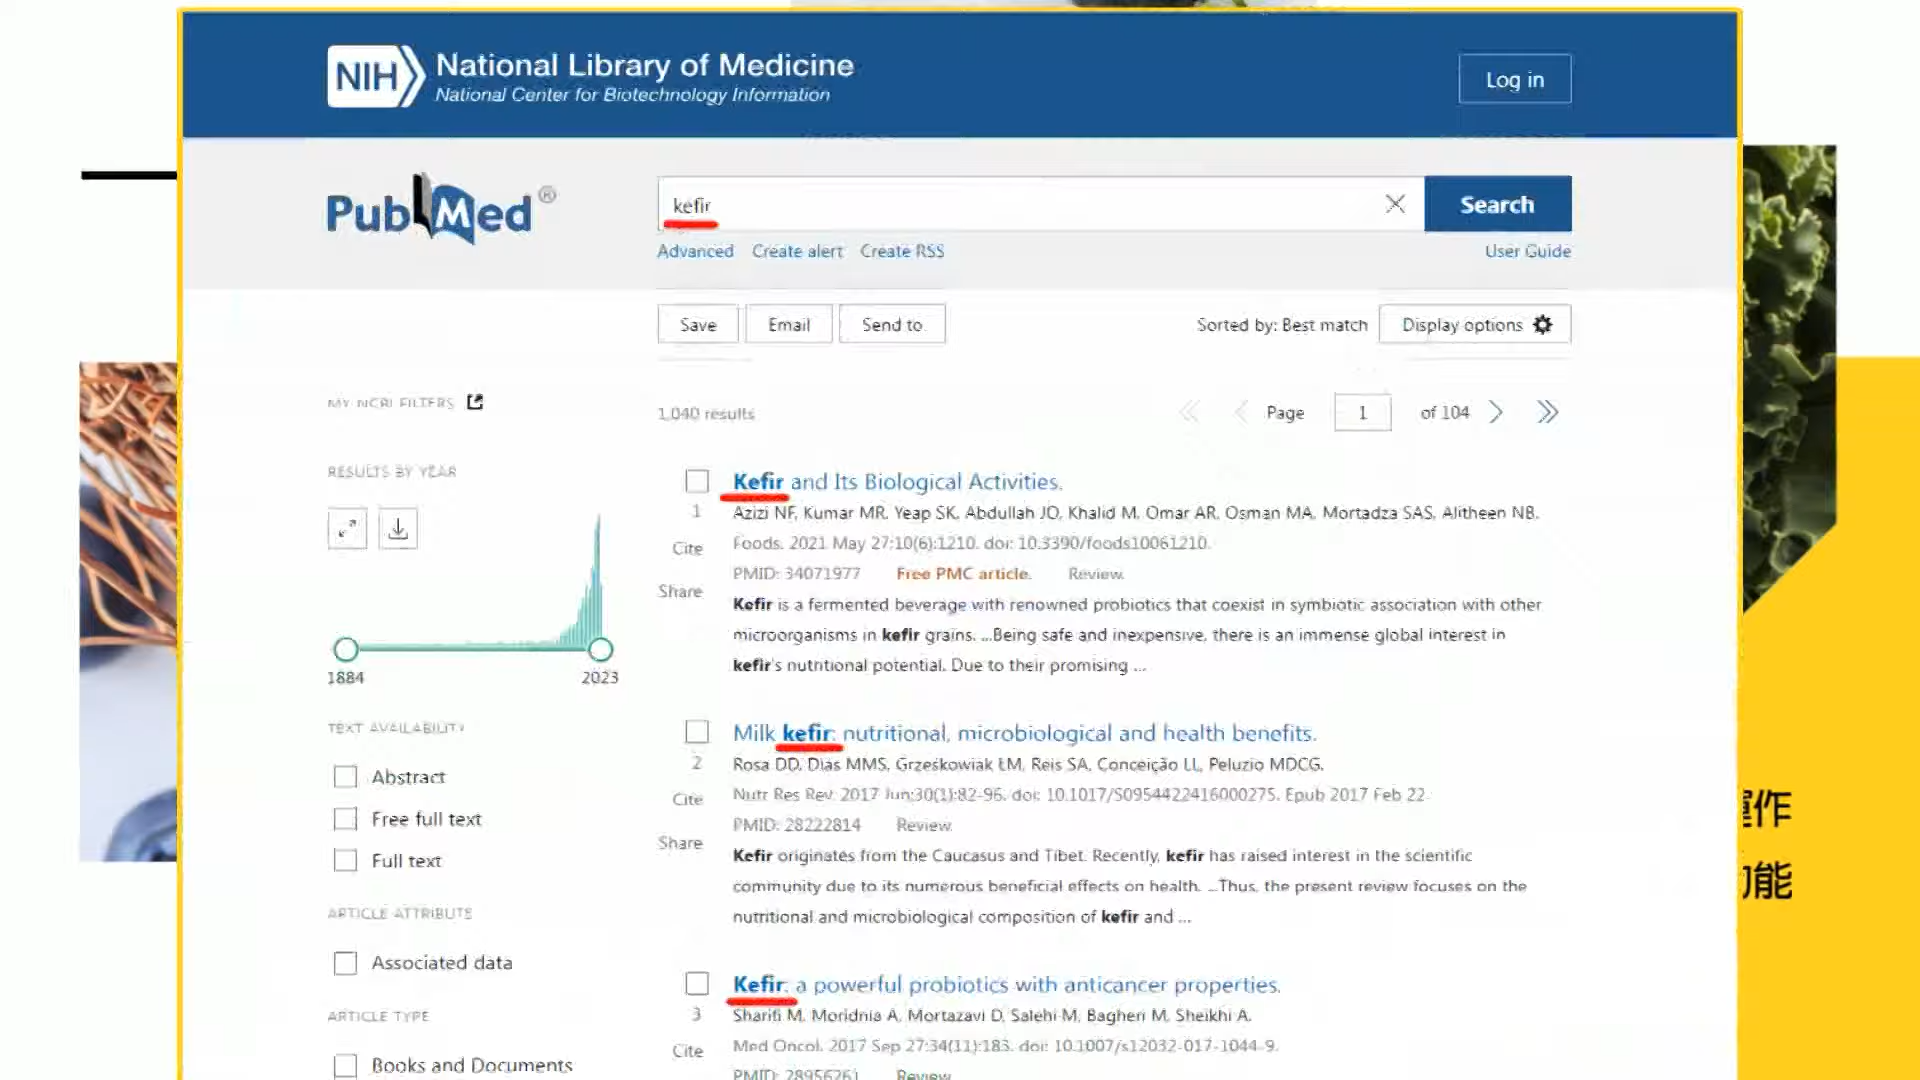 NIH National Library of Medicine
National Center for Biotechnology Information
Log in
PubMed®
kefir
Search
Advanced Create alert Create RSS
User Guide
Save Email Send to
Sorted by: Best match Display options
MY NCBI FILTERS
1,040 results
Page 1 of 104
RESULTS BY YEAR
1884 2023
TEXT AVAILABILITY
Abstract
Free full text
Full text
ARTICLE ATTRIBUTE
Associated data
ARTICLE TYPE
Books and Documents
Kefir and Its Biological Activities.
1
Azizi NF, Kumar MR, Yeap SK, Abdullah JO, Khalid M, Omar AR, Osman MA, Mortadza SAS, Alitheen NB.
Cite
Foods. 2021 May 27;10(6):1210. doi: 10.3390/foods10061210.
PMID: 34071977 Free PMC article. Review.
Share
Kefir is a fermented beverage with renowned probiotics that coexist in symbiotic association with other
microorganisms in kefir grains. ...Being safe and inexpensive, there is an immense global interest in
kefir's nutritional potential. Due to their promising ...
Milk kefir: nutritional, microbiological and health benefits.
2
Rosa DD, Dias MMS, Grześkowiak ŁM, Reis SA, Conceição LL, Peluzio MDCG.
Cite
Nutr Res Rev. 2017 Jun;30(1):82-96. doi: 10.1017/S0954422416000275. Epub 2017 Feb 22.
PMID: 28222814 Review.
Share
Kefir originates from the Caucasus and Tibet. Recently, kefir has raised interest in the scientific
community due to its numerous beneficial effects on health. ...Thus, the present review focuses on the
nutritional and microbiological composition of kefir and ...
Kefir: a powerful probiotics with anticancer properties.
3
Sharifi M, Moridnia A, Mortazavi D, Salehi M, Bagheri M, Sheikhi A.
Cite
Med Oncol. 2017 Sep 27;34(11):183. doi: 10.1007/s12032-017-1044-9.
PMID: 28956261 Review.
作
能